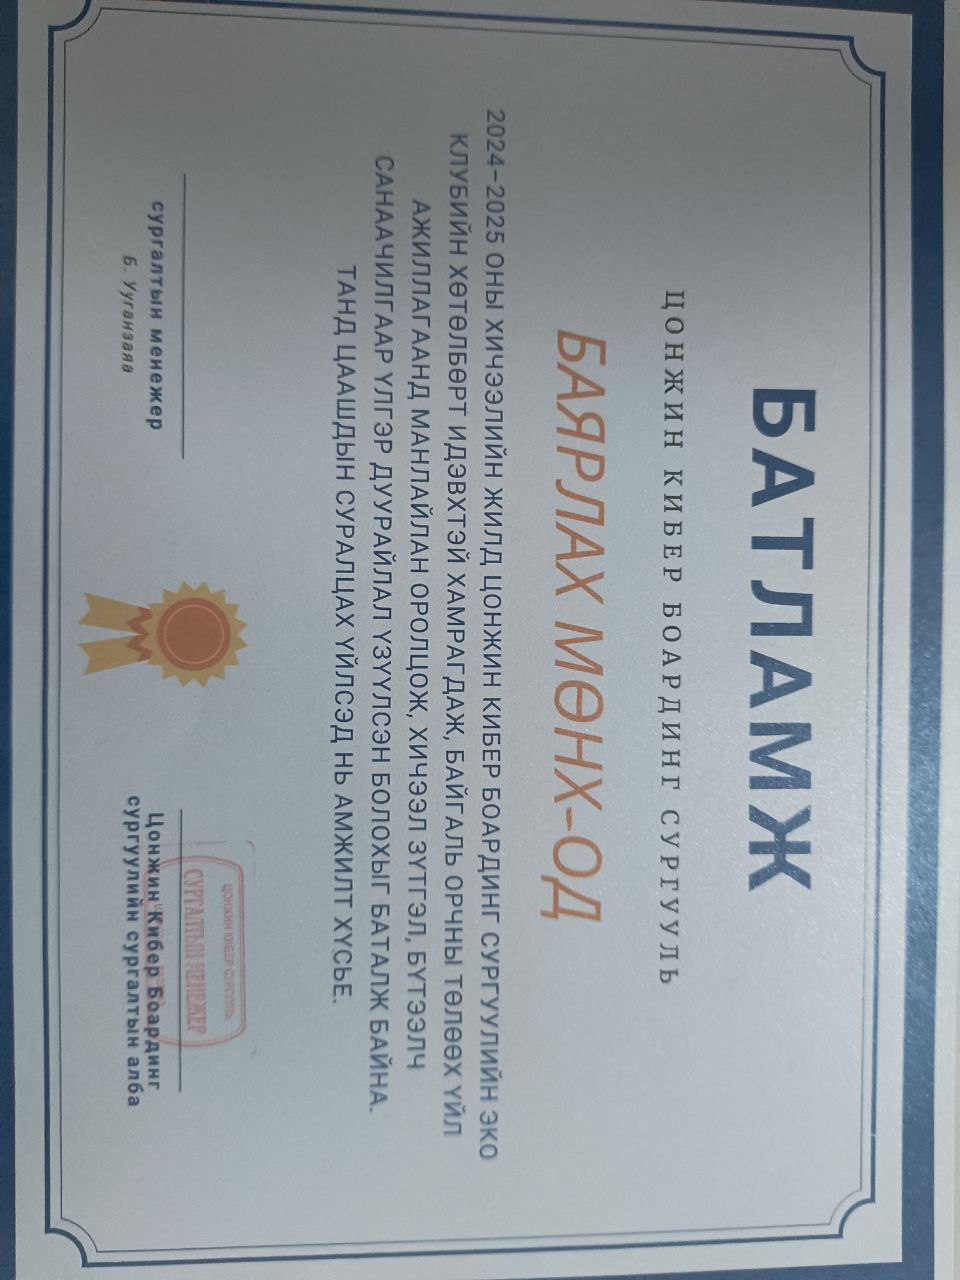 БАТЛАМЖ
ЦОНЖИН КИБЕР БОАРДИНГ СУРГУУЛЬ
БАЯРЛАХ МӨНХ-ОД
2024-2025 ОНЫ ХИЧЭЭЛИЙН ЖИЛД ЦОНЖИН КИБЕР БОАРДИНГ СУРГУУЛИЙН ЭКО
КЛУБИЙН ХӨТӨЛБӨРТ ИДЭВХТЭЙ ХАМРАГДАЖ, БАЙГАЛЬ ОРЧНЫ ТӨЛӨӨХ ҮЙЛ
АЖИЛЛАГААНД МАНЛАЙЛАН ОРОЛЦОЖ, ХИЧЭЭЛ ЗҮТГЭЛ, БҮТЭЭЛЧ
САНААЧИЛГААР ҮЛГЭР ДУУРАЙЛАЛ ҮЗҮҮЛСЭН БОЛОХЫГ БАТАЛЖ БАЙНА.
ТАНД ЦААШДЫН СУРАЛЦАХ ҮЙЛСЭД НЬ АМЖИЛТ ХҮСЬЕ.
сургалтын менежер
Б. Ууганзаяа
ЦОНЖИН КИБЕР СУРГУУЛЬ
СУРГАЛТЫН МЕНЕЖЕР
Цонжин Кибер Боардинг
сургуулийн сургалтын алба